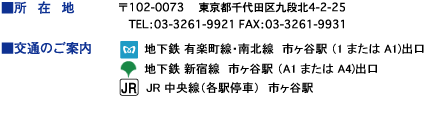 ■所 在 地 〒102-0073 東京都千代田区九段北4-2-25
TEL:03-3261-9921 FAX:03-3261-9931
■交通のご案内 地下鉄 有楽町線・南北線 市ヶ谷駅 (1 または A1)出口
地下鉄 新宿線 市ヶ谷駅 (A1 または A4)出口
JR JR 中央線(各駅停車) 市ヶ谷駅